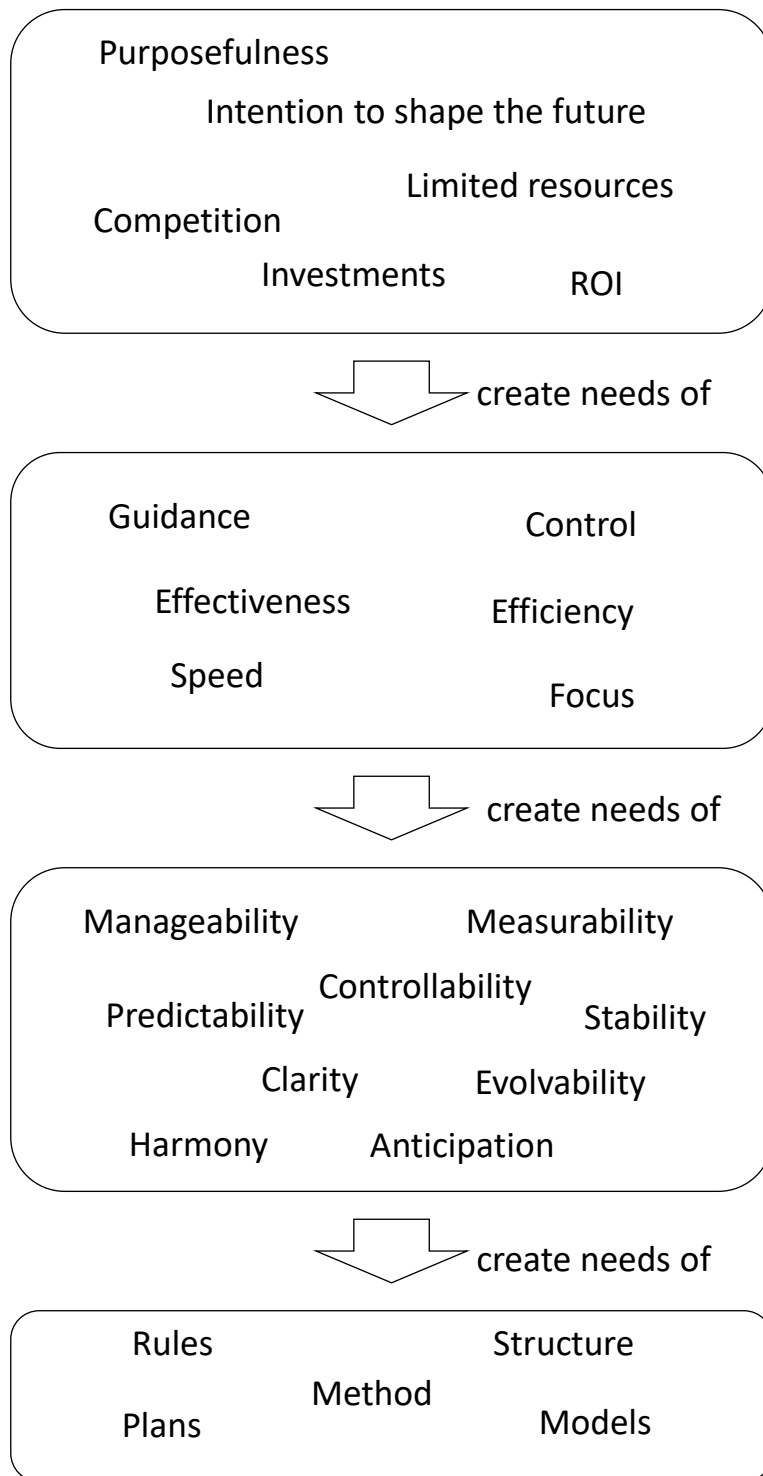 Purposefulness
Intention to shape the future
Limited resources
Competition
Investments
ROI
create needs of
Guidance
Control
Effectiveness
Efficiency
Speed
Focus
create needs of
Manageability
Measurability
Controllability
Predictability
Stability
Clarity
Evolvability
Harmony
Anticipation
create needs of
Rules
Structure
Method
Plans
Models